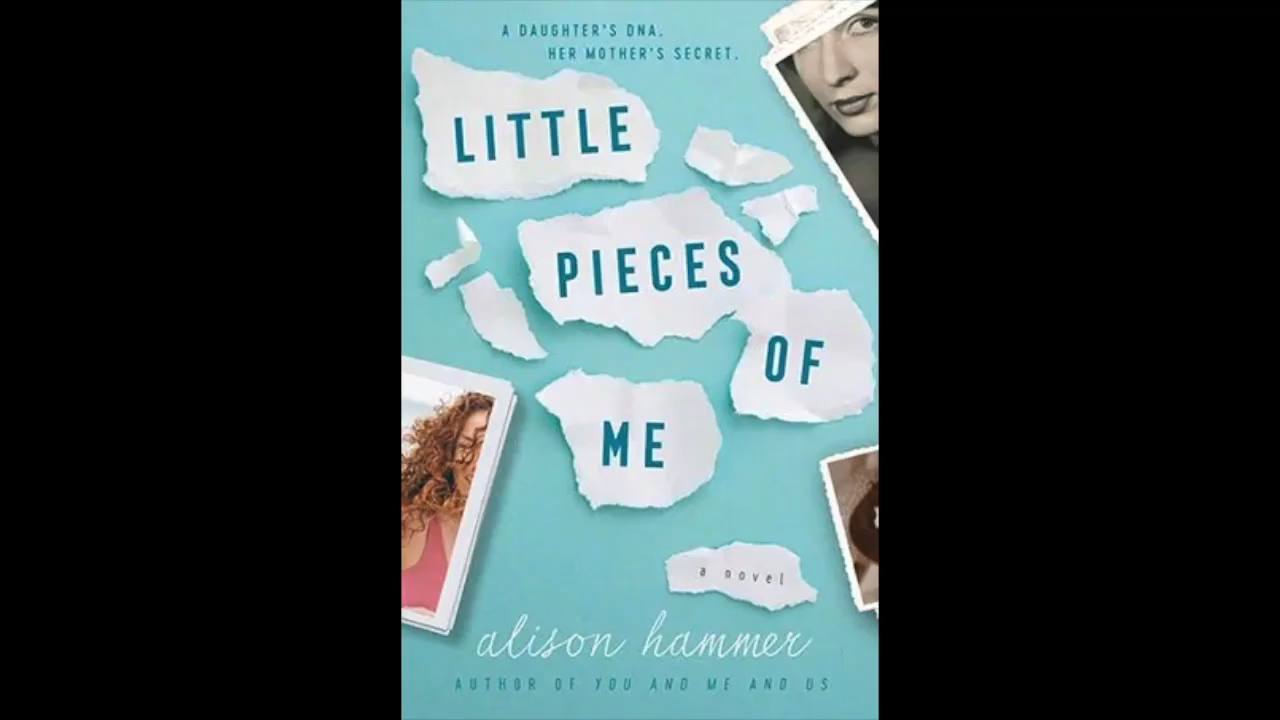 A DAUGHTER'S DNA.
HER MOTHER'S SECRET.
LITTLE
PIECES
OF
ME
a novel
alison hammer
AUTHOR OF YOU AND ME AND US